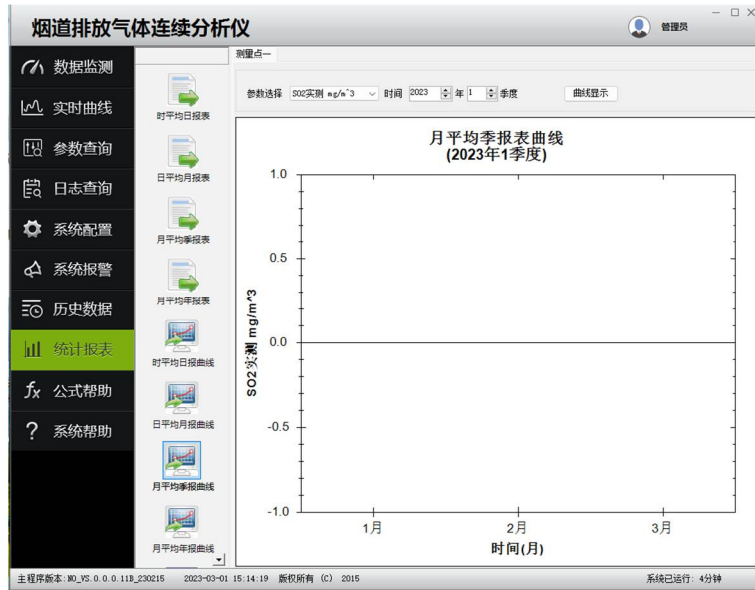 烟道排放气体连续分析仪
管理员
数据监测
实时曲线
参数查询
日志查询
系统配置
系统报警
历史数据
统计报表
公式帮助
系统帮助
时平均日报表
日平均月报表
月平均季报表
月平均年报表
时平均日报曲线
日平均月报曲线
月平均季报曲线
月平均年报曲线
测量点一
参数选择 SO2实测 mg/m^3 时间 2023 年 1 季度 曲线显示
月平均季报表曲线
(2023年1季度)
1.0
0.5
0.0
-0.5
-1.0
SO2实测 mg/m^3
1月 2月 3月
时间(月)
主程序版本:NO_VS.0.0.0.11B_230215 2023-03-01 15:14:19 版权所有 (C) 2015 系统已运行: 4分钟